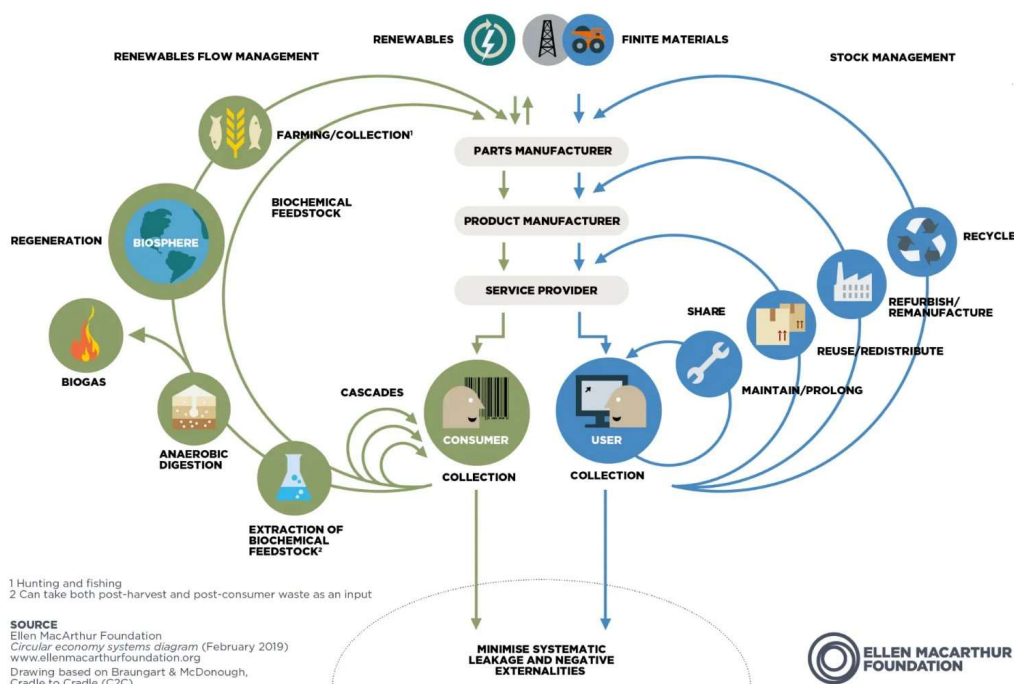 RENEWABLES
FINITE MATERIALS
RENEWABLES FLOW MANAGEMENT
STOCK MANAGEMENT
FARMING/COLLECTION¹
PARTS MANUFACTURER
BIOCHEMICAL
FEEDSTOCK
PRODUCT MANUFACTURER
REGENERATION
BIOSPHERE
RECYCLE
SERVICE PROVIDER
REFURBISH/
REMANUFACTURE
SHARE
REUSE/REDISTRIBUTE
BIOGAS
CASCADES
MAINTAIN/PROLONG
CONSUMER
USER
ANAEROBIC
DIGESTION
COLLECTION
COLLECTION
EXTRACTION OF
BIOCHEMICAL
FEEDSTOCK²
1 Hunting and fishing
2 Can take both post-harvest and post-consumer waste as an input
SOURCE
Ellen MacArthur Foundation
Circular economy systems diagram (February 2019)
www.ellenmacarthurfoundation.org
Drawing based on Braungart & McDonough,
Cradle to Cradle (C2C)
MINIMISE SYSTEMATIC
LEAKAGE AND NEGATIVE
EXTERNALITIES
ELLEN MACARTHUR
FOUNDATION